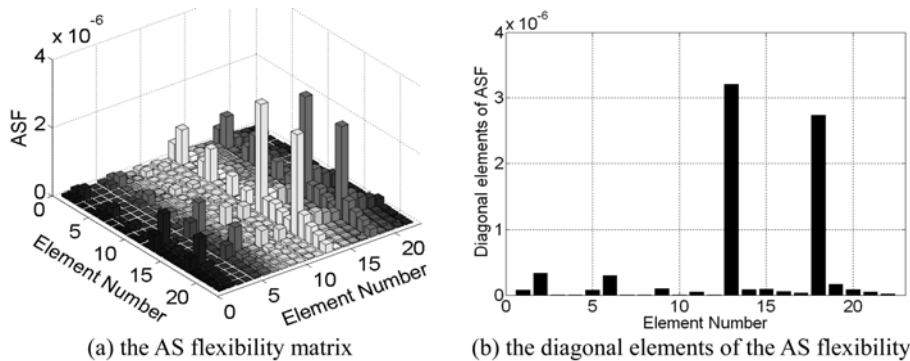 x 10⁻⁶
4
2
0
ASF
0
5
10
15
20
Element Number
0
5
10
15
20
Element Number
(a) the AS flexibility matrix
x 10⁻⁶
4
3
2
1
0
Diagonal elements of ASF
0
5
10
15
20
Element Number
(b) the diagonal elements of the AS flexibility